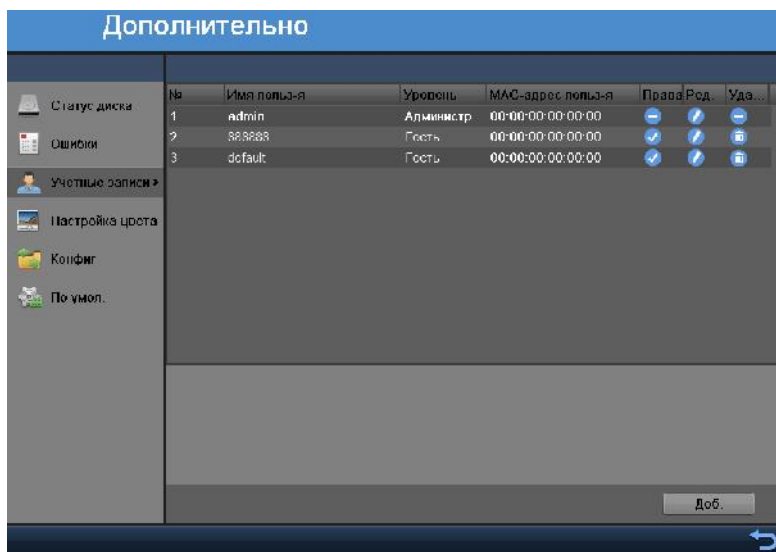 Дополнительно
Статус диска
Ошибки
Учетные записи >
Настройка цвета
Конфиг
По умол.
№ Имя польз-я Уровень MAC-адрес польз-я Права Ред. Уда...
1 admin Администр 00:00:00:00:00:00
2 888888 Гость 00:00:00:00:00:00
3 default Гость 00:00:00:00:00:00
Доб.